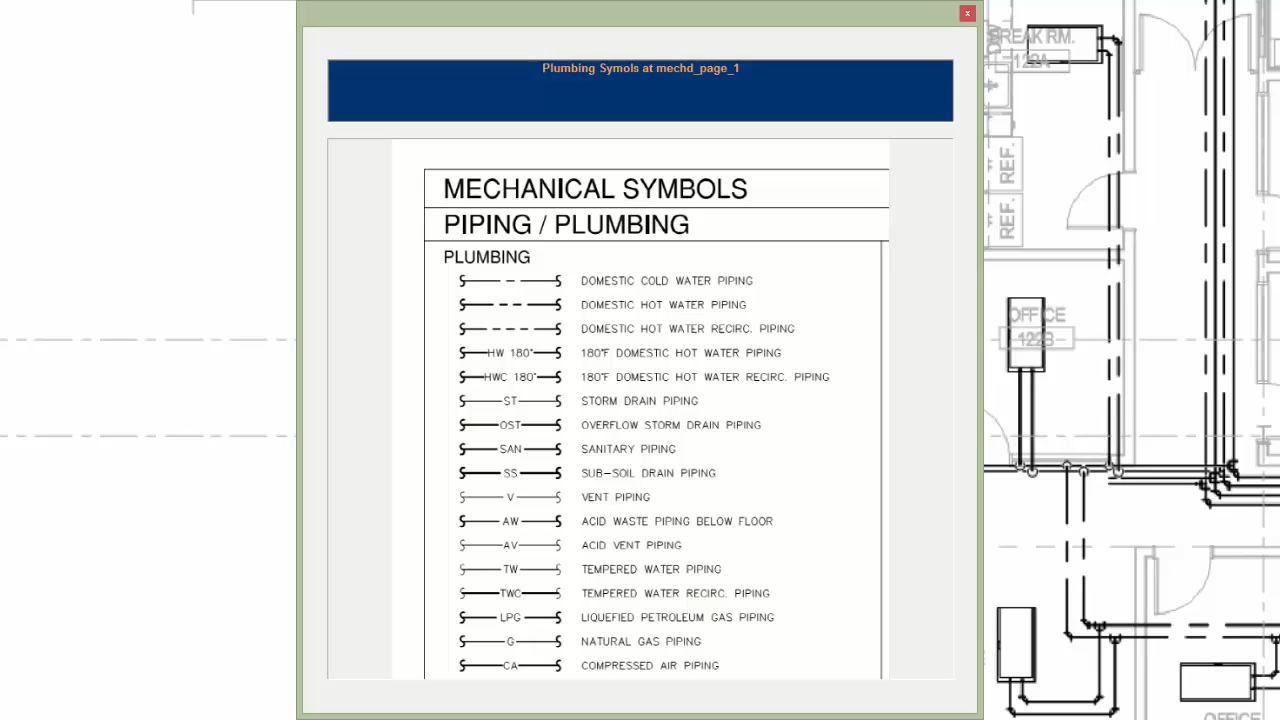 x
Plumbing Symols at mechd_page_1
MECHANICAL SYMBOLS
PIPING / PLUMBING
PLUMBING
DOMESTIC COLD WATER PIPING
DOMESTIC HOT WATER PIPING
DOMESTIC HOT WATER RECIRC. PIPING
HW 180° 180°F DOMESTIC HOT WATER PIPING
HWC 180° 180°F DOMESTIC HOT WATER RECIRC. PIPING
ST STORM DRAIN PIPING
OST OVERFLOW STORM DRAIN PIPING
SAN SANITARY PIPING
SS SUB-SOIL DRAIN PIPING
V VENT PIPING
AW ACID WASTE PIPING BELOW FLOOR
AV ACID VENT PIPING
TW TEMPERED WATER PIPING
TWC TEMPERED WATER RECIRC. PIPING
LPG LIQUEFIED PETROLEUM GAS PIPING
G NATURAL GAS PIPING
CA COMPRESSED AIR PIPING
BREAK RM.
122A
REF.
REF.
OFFICE
122B
OFFICE